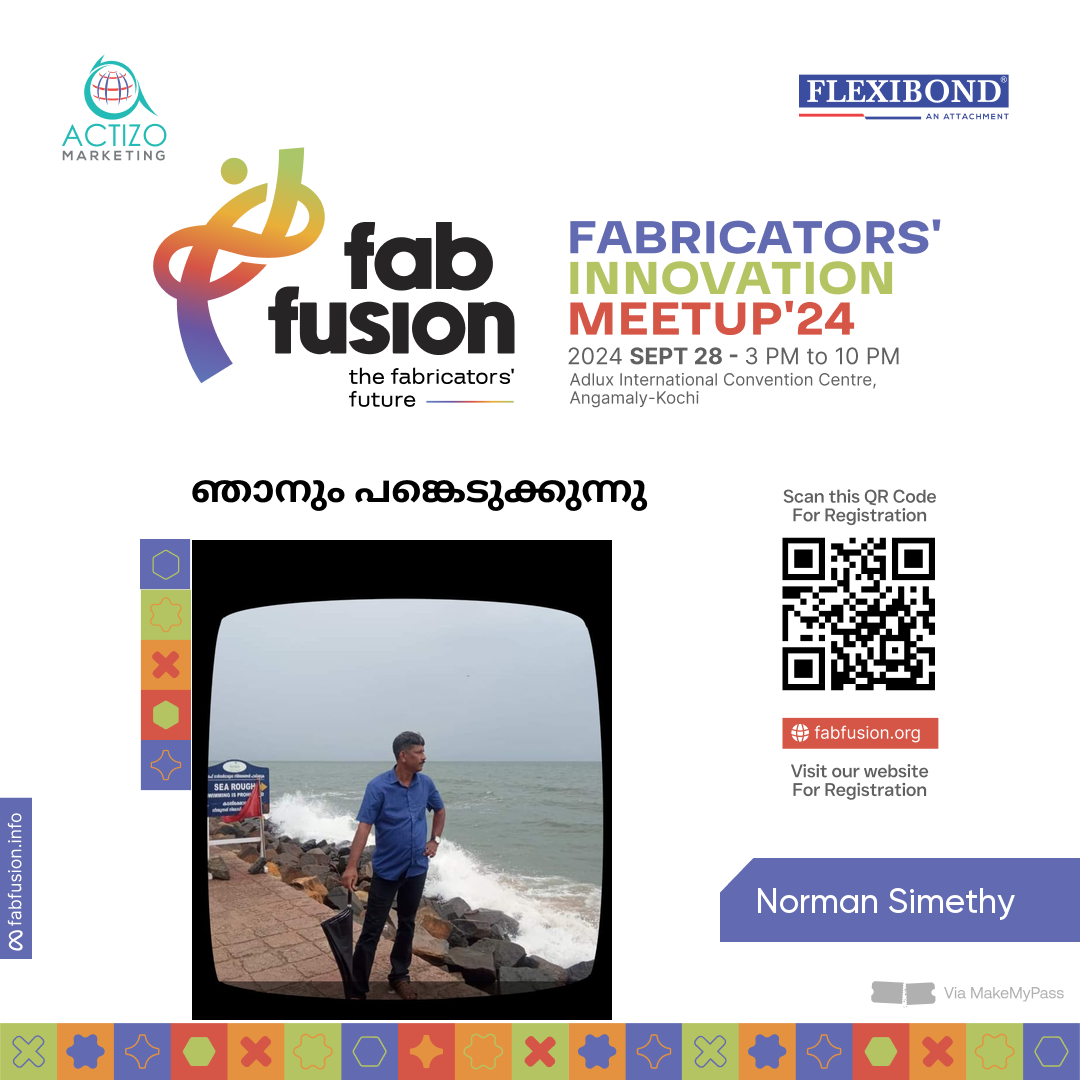 ACTIZO
MARKETING
FLEXIBOND®
AN ATTACHMENT
fab
fusion
the fabricators'
future
FABRICATORS'
INNOVATION
MEETUP'24
2024 SEPT 28 - 3 PM to 10 PM
Adlux International Convention Centre,
Angamaly-Kochi
ഞാനും പങ്കെടുക്കുന്നു
Scan this QR Code
For Registration
fabfusion.org
Visit our website
For Registration
SEA ROUGH
fabfusion.info
Norman Simethy
Via MakeMyPass